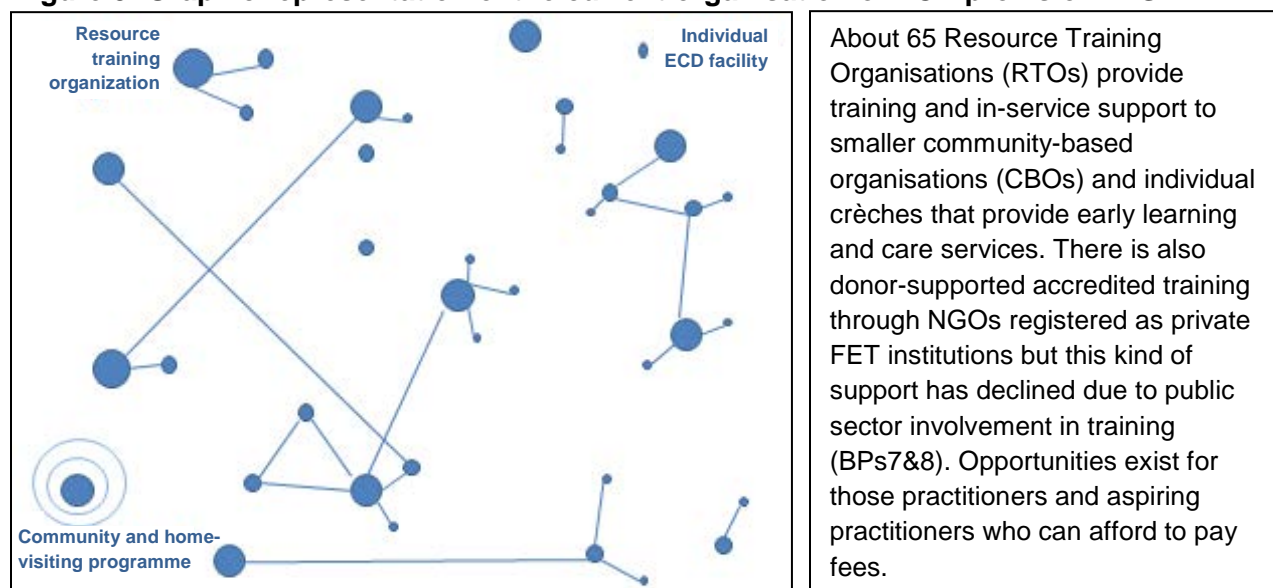 Resource
training
organization
Individual
ECD facility
Community and home-
visiting programme
About 65 Resource Training
Organisations (RTOs) provide
training and in-service support to
smaller community-based
organisations (CBOs) and individual
crèches that provide early learning
and care services. There is also
donor-supported accredited training
through NGOs registered as private
FET institutions but this kind of
support has declined due to public
sector involvement in training
(BPs7&8). Opportunities exist for
those practitioners and aspiring
practitioners who can afford to pay
fees.